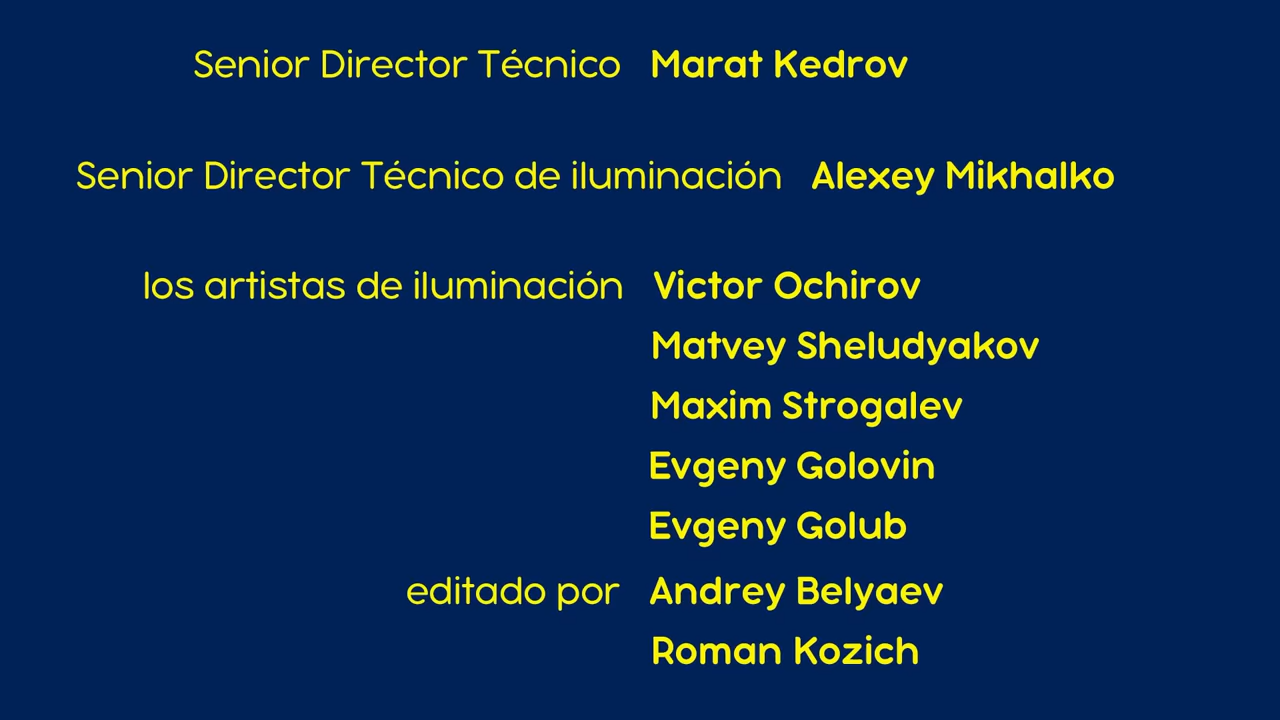 Senior Director Técnico Marat Kedrov
Senior Director Técnico de iluminación Alexey Mikhalko
los artistas de iluminación Victor Ochirov
Matvey Sheludyakov
Maxim Strogalev
Evgeny Golovin
Evgeny Golub
editado por Andrey Belyaev
Roman Kozich